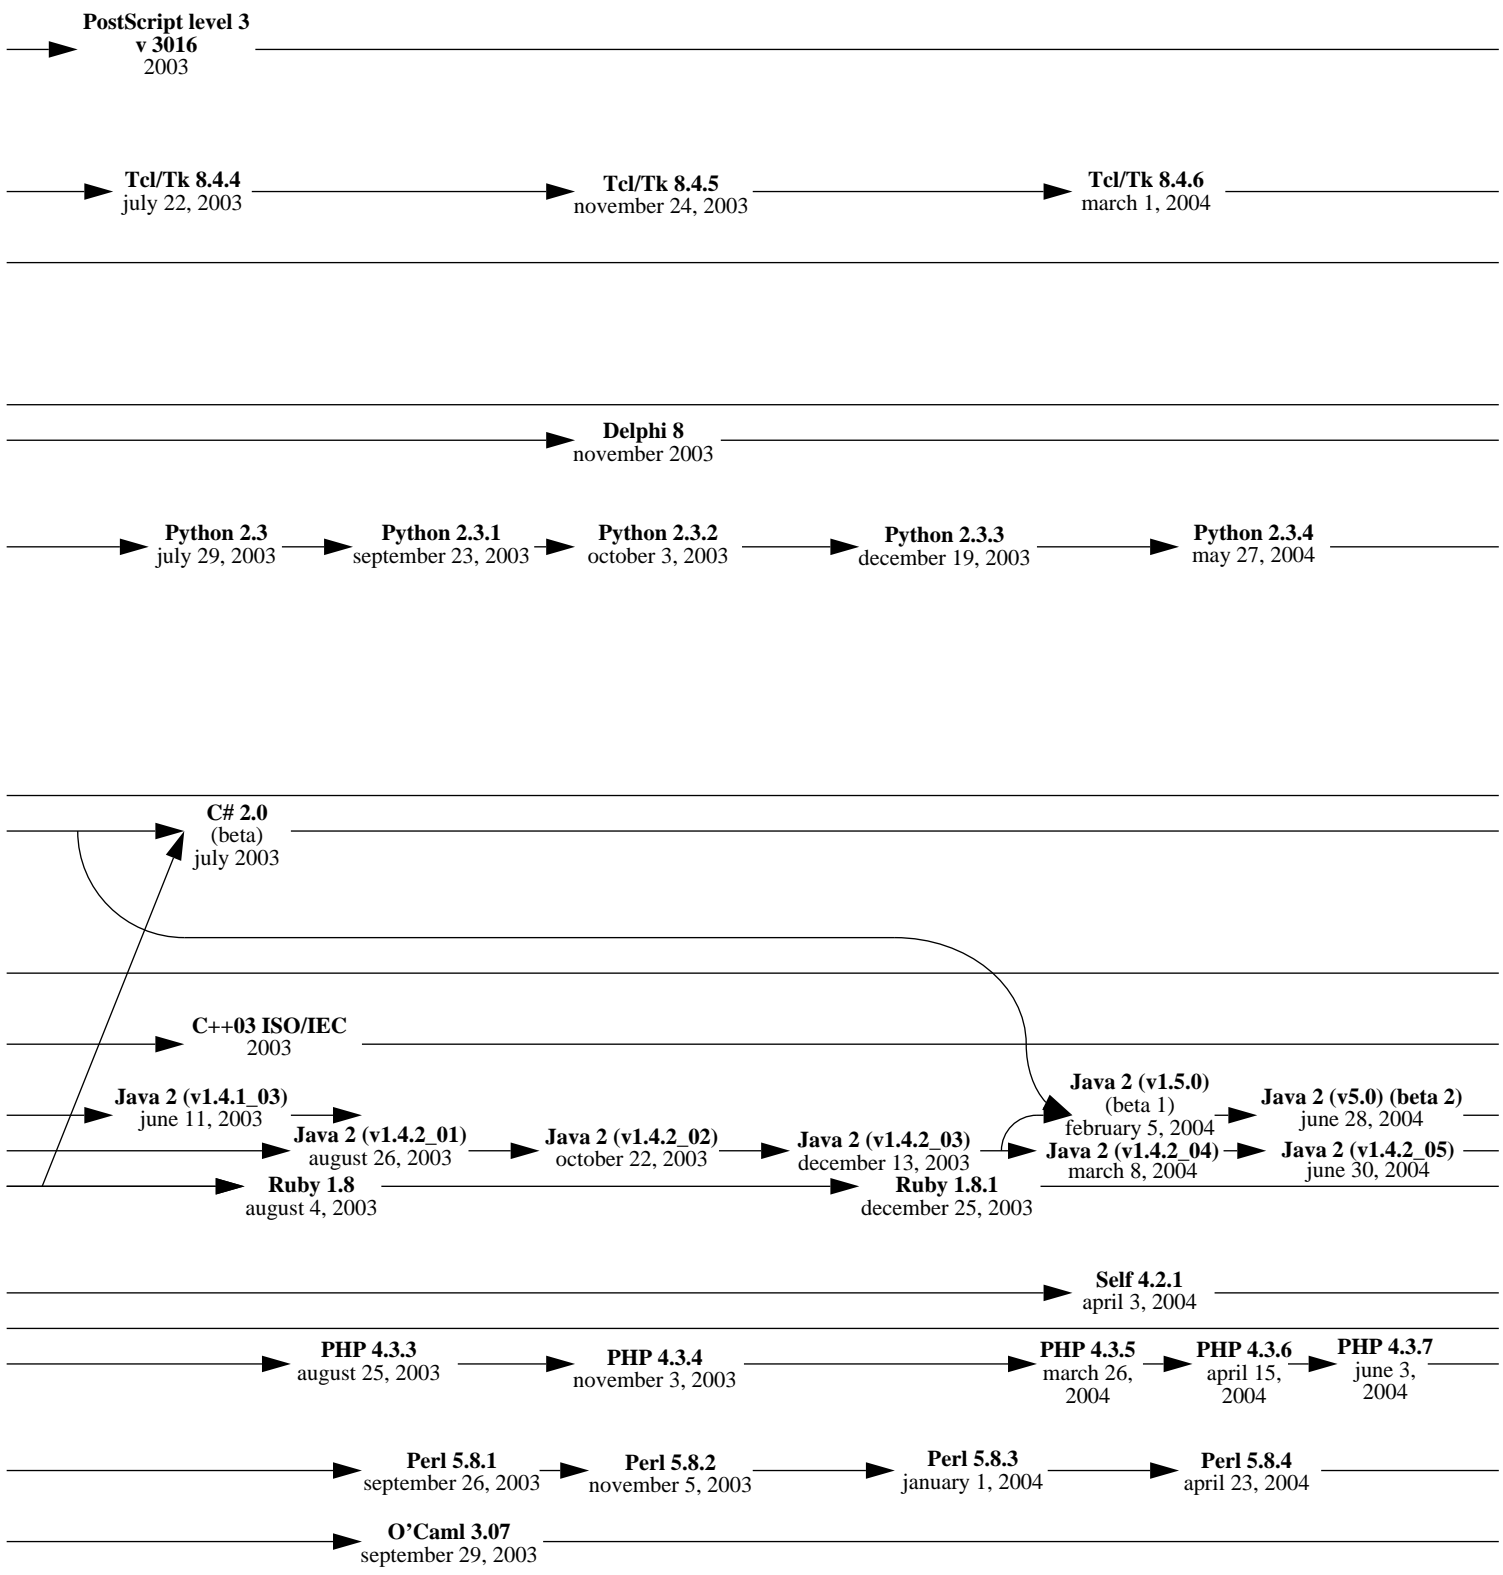 PostScript level 3
v 3016
2003
Tcl/Tk 8.4.4
july 22, 2003
Tcl/Tk 8.4.5
november 24, 2003
Tcl/Tk 8.4.6
march 1, 2004
Delphi 8
november 2003
Python 2.3
july 29, 2003
Python 2.3.1
september 23, 2003
Python 2.3.2
october 3, 2003
Python 2.3.3
december 19, 2003
Python 2.3.4
may 27, 2004
C# 2.0
(beta)
july 2003
C++03 ISO/IEC
2003
Java 2 (v1.4.1_03)
june 11, 2003
Java 2 (v1.5.0)
(beta 1)
february 5, 2004
Java 2 (v5.0) (beta 2)
june 28, 2004
Java 2 (v1.4.2_01)
august 26, 2003
Java 2 (v1.4.2_02)
october 22, 2003
Java 2 (v1.4.2_03)
december 13, 2003
Java 2 (v1.4.2_04)
march 8, 2004
Java 2 (v1.4.2_05)
june 30, 2004
Ruby 1.8
august 4, 2003
Ruby 1.8.1
december 25, 2003
Self 4.2.1
april 3, 2004
PHP 4.3.3
august 25, 2003
PHP 4.3.4
november 3, 2003
PHP 4.3.5
march 26,
2004
PHP 4.3.6
april 15,
2004
PHP 4.3.7
june 3,
2004
Perl 5.8.1
september 26, 2003
Perl 5.8.2
november 5, 2003
Perl 5.8.3
january 1, 2004
Perl 5.8.4
april 23, 2004
O’Caml 3.07
september 29, 2003